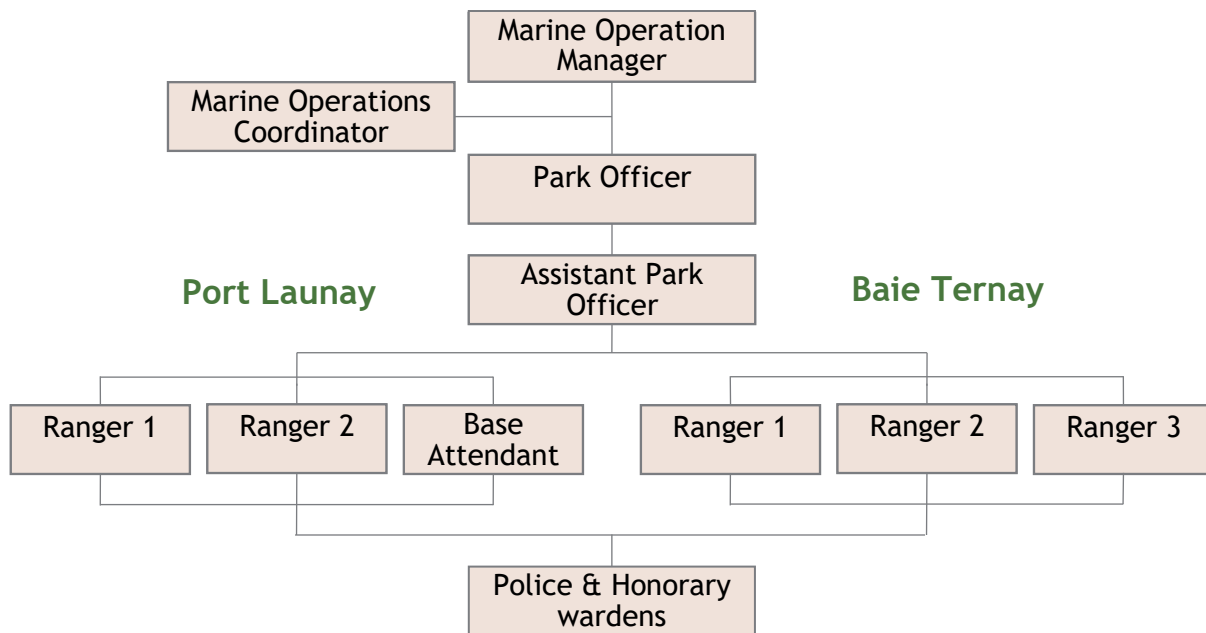 Marine Operation
Manager
Marine Operations
Coordinator
Park Officer
Assistant Park
Officer
Port Launay
Baie Ternay
Ranger 1
Ranger 2
Base
Attendant
Ranger 1
Ranger 2
Ranger 3
Police & Honorary
wardens